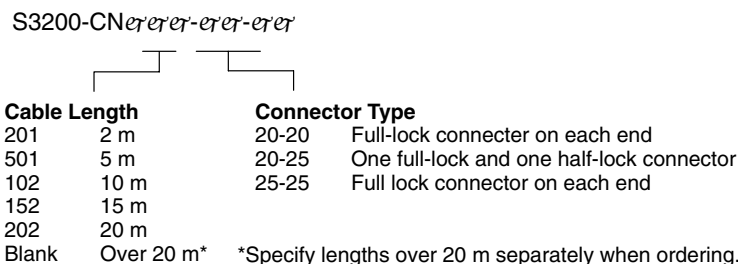 S3200-CN
Cable Length Connector Type
201 2 m 20-20 Full-lock connecter on each end
501 5 m 20-25 One full-lock and one half-lock connector
102 10 m 25-25 Full lock connector on each end
152 15 m
202 20 m
Blank Over 20 m* *Specify lengths over 20 m separately when ordering.